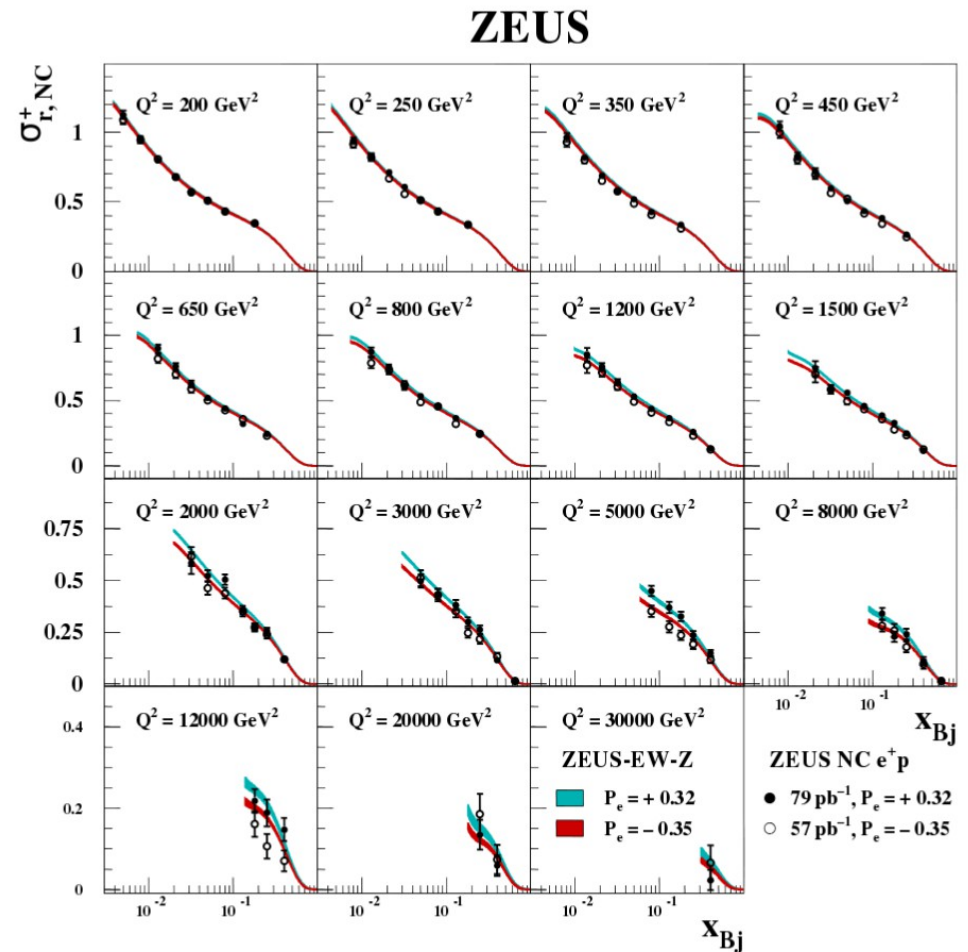 ZEUS
σ⁺r, NC
Q² = 200 GeV²
Q² = 250 GeV²
Q² = 350 GeV²
Q² = 450 GeV²
1
0.5
0
Q² = 650 GeV²
Q² = 800 GeV²
Q² = 1200 GeV²
Q² = 1500 GeV²
1
0.5
0
Q² = 2000 GeV²
Q² = 3000 GeV²
Q² = 5000 GeV²
Q² = 8000 GeV²
0.75
0.5
0.25
0
10⁻² 10⁻¹
xBj
Q² = 12000 GeV²
Q² = 20000 GeV²
Q² = 30000 GeV²
0.4
0.2
0
ZEUS-EW-Z
Pe = + 0.32
Pe = − 0.35
ZEUS NC e⁺p
79 pb⁻¹, Pe = + 0.32
57 pb⁻¹, Pe = − 0.35
10⁻² 10⁻¹ 10⁻² 10⁻¹ 10⁻² 10⁻¹
xBj